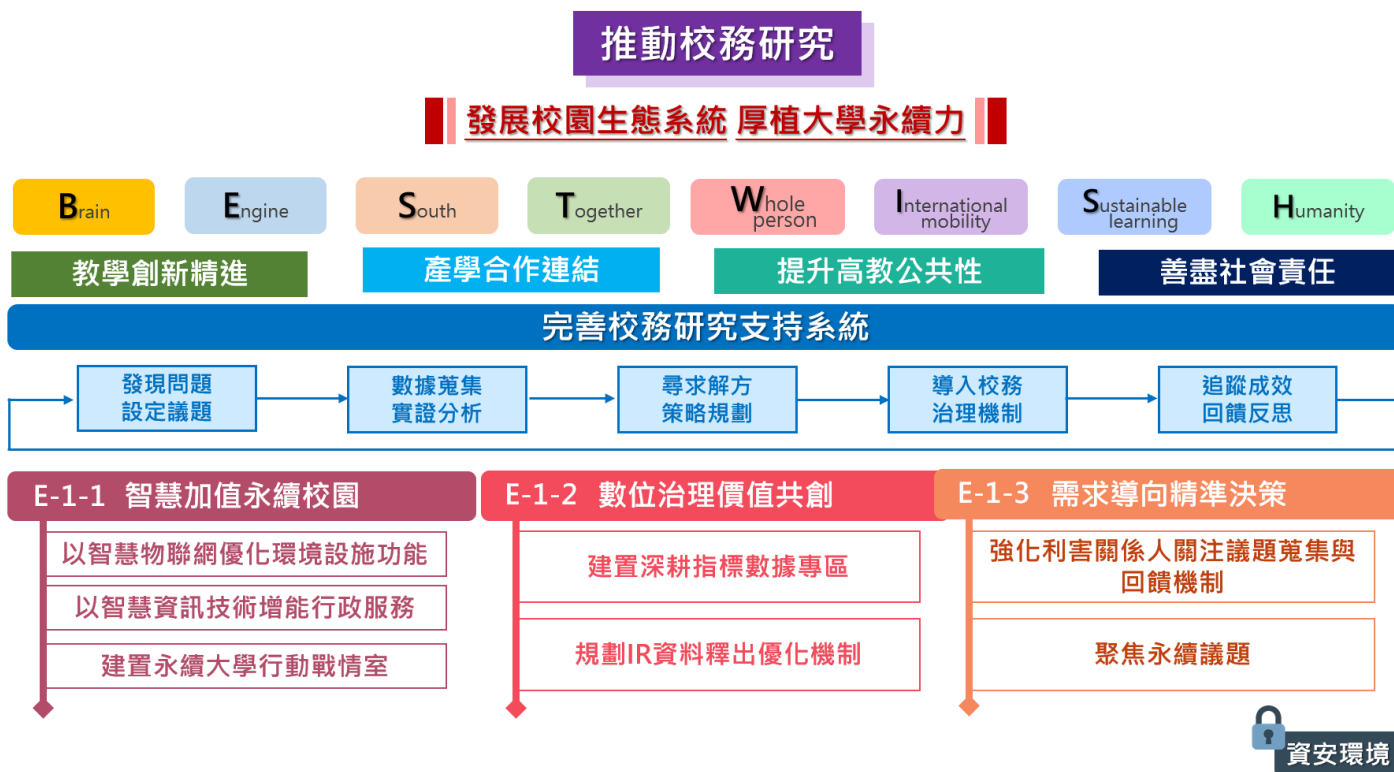 推動校務研究
發展校園生態系統 厚植大學永續力
Brain
Engine
South
Together
Whole
person
International
mobility
Sustainable
learning
Humanity
教學創新精進
產學合作連結
提升高教公共性
善盡社會責任
完善校務研究支持系統
發現問題
設定議題
數據蒐集
實證分析
尋求解方
策略規劃
導入校務
治理機制
追蹤成效
回饋反思
E-1-1 智慧加值永續校園
以智慧物聯網優化環境設施功能
以智慧資訊技術增能行政服務
建置永續大學行動戰情室
E-1-2 數位治理價值共創
建置深耕指標數據專區
規劃IR資料釋出優化機制
E-1-3 需求導向精準決策
強化利害關係人關注議題蒐集與
回饋機制
聚焦永續議題
資安環境